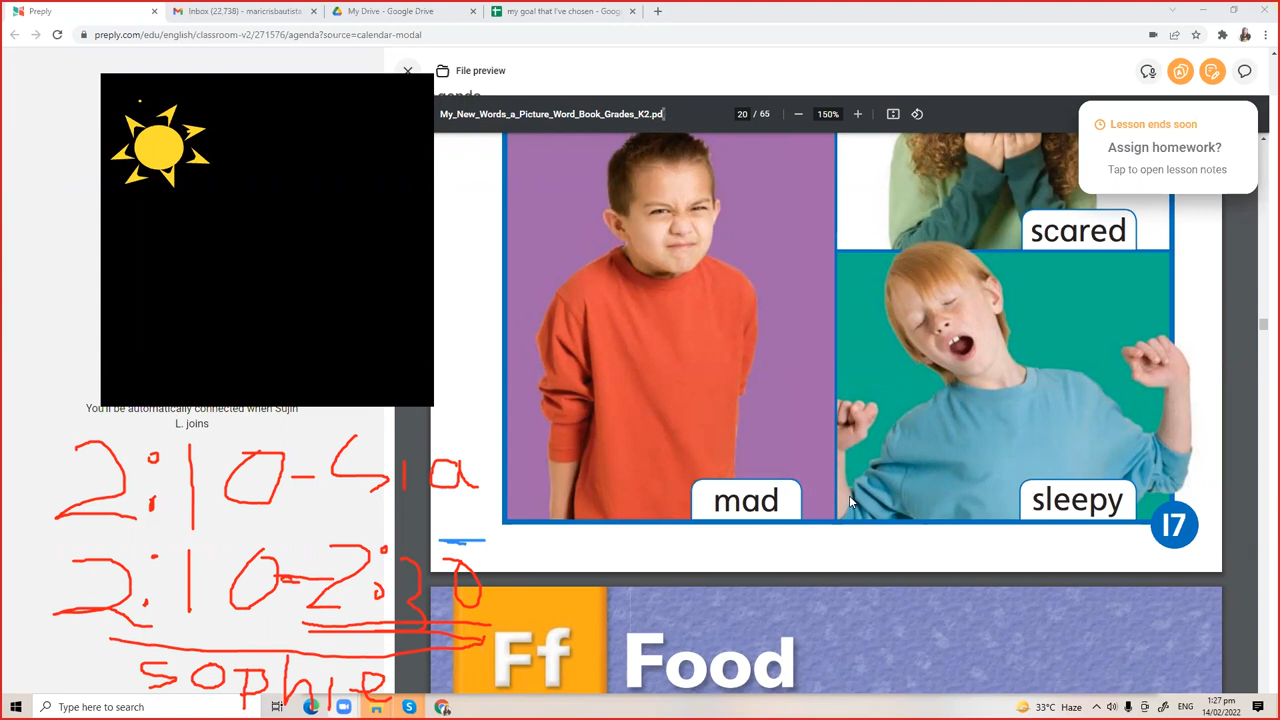 Preply
Inbox (22,738) - maricrisbautista
My Drive - Google Drive
my goal that I've chosen - Goog
preply.com/edu/english/classroom-v2/271576/agenda?source=calendar-modal
File preview
My_New_Words_a_Picture_Word_Book_Grades_K2.pd
20 / 65
150%
Lesson ends soon
Assign homework?
Tap to open lesson notes
scared
mad
sleepy
17
Ff Food
You'll be automatically connected when Sujin
L. joins
2:10-Sia
2:10-2:30
sophie
Type here to search
33°C Haze
ENG
1:27 pm
14/02/2022